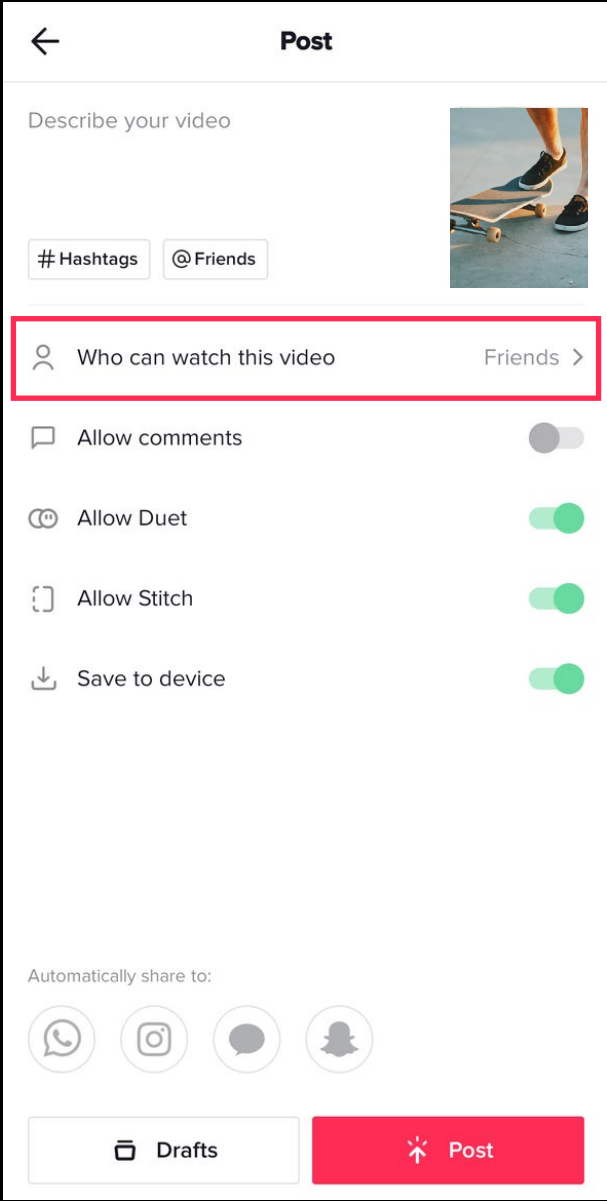 Post
Describe your video
# Hashtags
@ Friends
Who can watch this video Friends
Allow comments
Allow Duet
Allow Stitch
Save to device
Automatically share to:
Drafts
Post